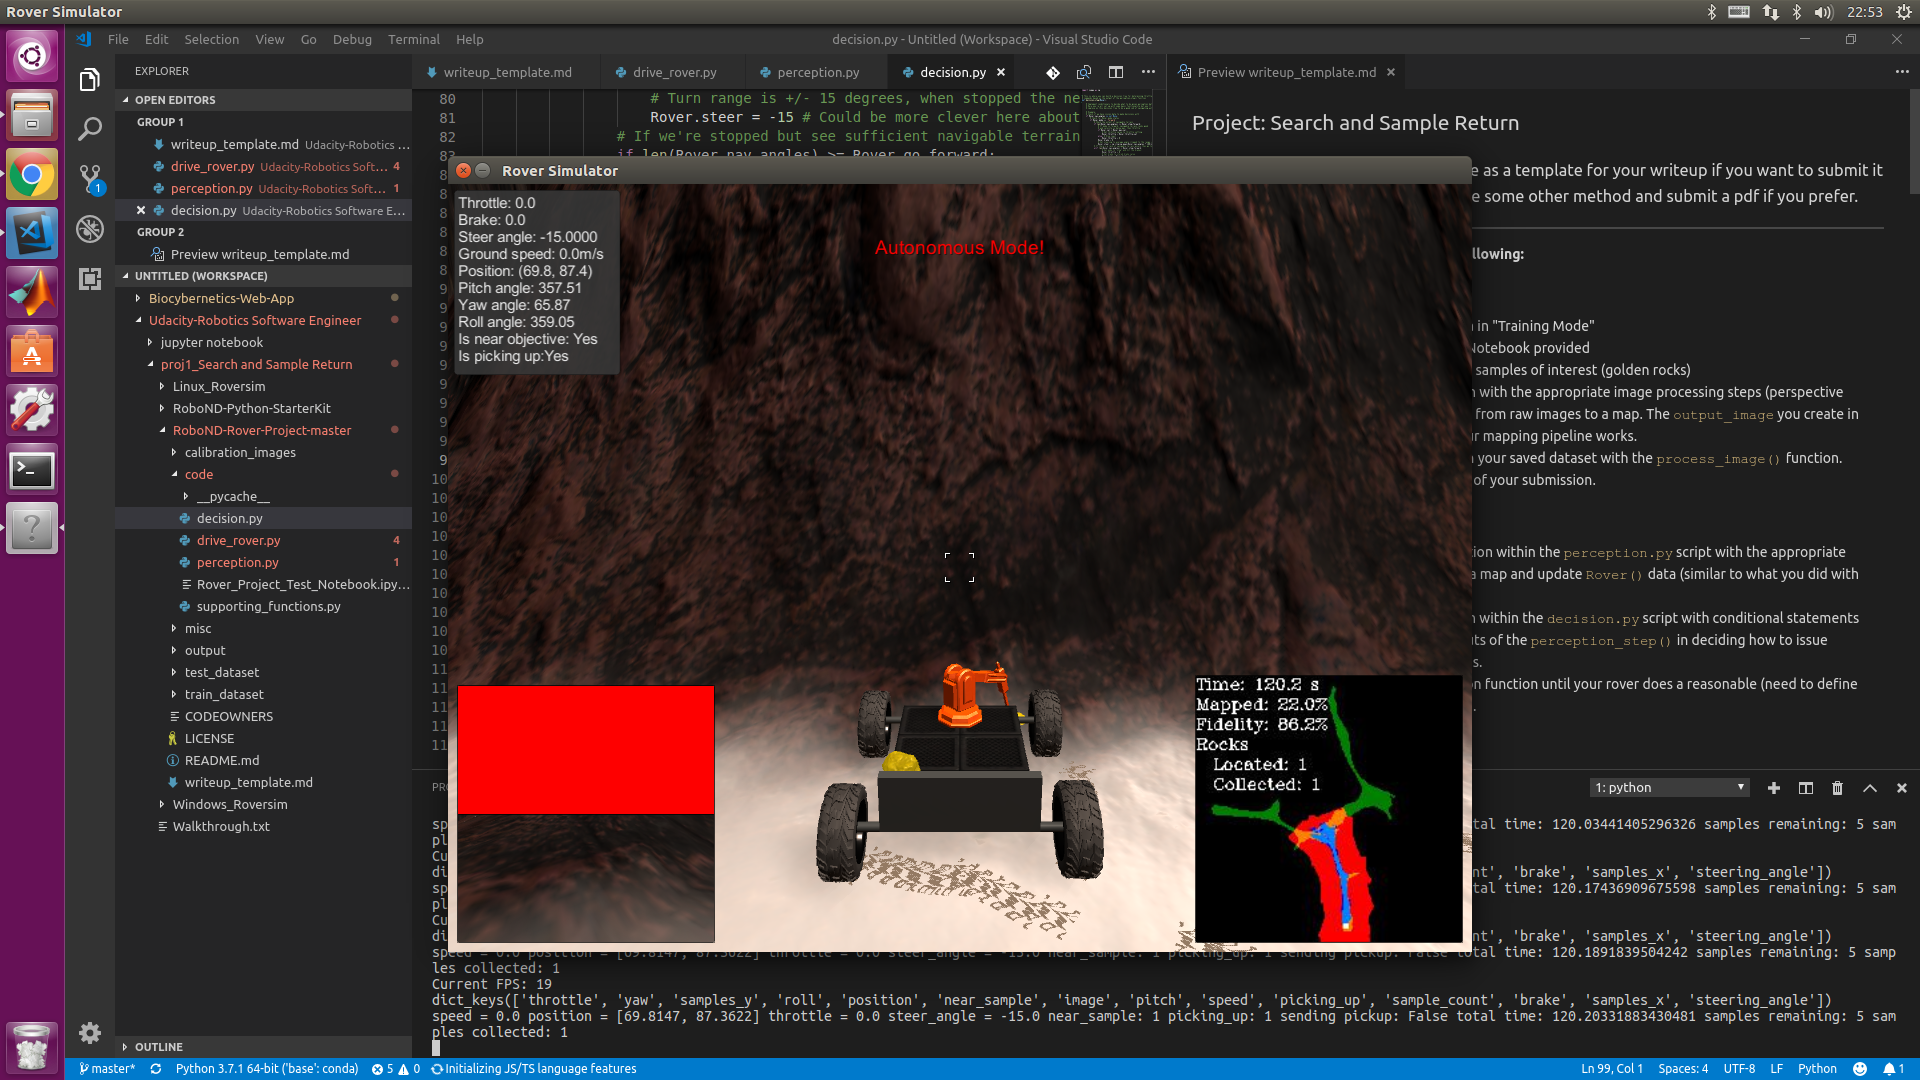 Rover Simulator
22:53
File Edit Selection View Go Debug Terminal Help
decision.py - Untitled (Workspace) - Visual Studio Code
EXPLORER
OPEN EDITORS
GROUP 1
writeup_template.md Udacity-Robotics ...
drive_rover.py Udacity-Robotics Soft... 4
perception.py Udacity-Robotics Soft... 1
decision.py Udacity-Robotics Software E...
GROUP 2
Preview writeup_template.md
UNTITLED (WORKSPACE)
Biocybernetics-Web-App
Udacity-Robotics Software Engineer
jupyter notebook
proj1_Search and Sample Return
Linux_Roversim
RoboND-Python-StarterKit
RoboND-Rover-Project-master
calibration_images
code
__pycache__
decision.py
drive_rover.py 4
perception.py 1
Rover_Project_Test_Notebook.ipy...
supporting_functions.py
misc
output
test_dataset
train_dataset
CODEOWNERS
LICENSE
README.md
writeup_template.md
Windows_Roversim
Walkthrough.txt
OUTLINE
writeup_template.md drive_rover.py perception.py decision.py
80 # Turn range is +/- 15 degrees, when stopped the ne
81 Rover.steer = -15 # Could be more clever here about
82 # If we're stopped but see sufficient navigable terrain
if len(Rover.nav_angles) >= Rover.go_forward:
Rover Simulator
Throttle: 0.0
Brake: 0.0
Steer angle: -15.0000
Ground speed: 0.0m/s
Position: (69.8, 87.4)
Pitch angle: 357.51
Yaw angle: 65.87
Roll angle: 359.05
Is near objective: Yes
Is picking up:Yes
Autonomous Mode!
Time: 120.2 s
Mapped: 22.0%
Fidelity: 86.2%
Rocks
Located: 1
Collected: 1
Preview writeup_template.md
Project: Search and Sample Return
e as a template for your writeup if you want to submit it
e some other method and submit a pdf if you prefer.
llowing:
n in "Training Mode"
Notebook provided
samples of interest (golden rocks)
n with the appropriate image processing steps (perspective
from raw images to a map. The output_image you create in
ur mapping pipeline works.
n your saved dataset with the process_image() function.
of your submission.
ion within the perception.py script with the appropriate
a map and update Rover() data (similar to what you did with
n within the decision.py script with conditional statements
uts of the perception_step() in deciding how to issue
s.
on function until your rover does a reasonable (need to define
1: python
tal time: 120.03441405296326 samples remaining: 5 sam
nt', 'brake', 'samples_x', 'steering_angle'])
tal time: 120.17436909675598 samples remaining: 5 sam
nt', 'brake', 'samples_x', 'steering_angle'])
speed = 0.0 position = [69.8147, 87.3622] throttle = 0.0 steer_angle = -15.0 near_sample: 1 picking_up: 1 sending pickup: False total time: 120.1891839504242 samples remaining: 5 samp
les collected: 1
Current FPS: 19
dict_keys(['throttle', 'yaw', 'samples_y', 'roll', 'position', 'near_sample', 'image', 'pitch', 'speed', 'picking_up', 'sample_count', 'brake', 'samples_x', 'steering_angle'])
speed = 0.0 position = [69.8147, 87.3622] throttle = 0.0 steer_angle = -15.0 near_sample: 1 picking_up: 1 sending pickup: False total time: 120.20331883430481 samples remaining: 5 sam
ples collected: 1
master* Python 3.7.1 64-bit ('base': conda) 5 0 Initializing JS/TS language features
Ln 99, Col 1 Spaces: 4 UTF-8 LF Python 1